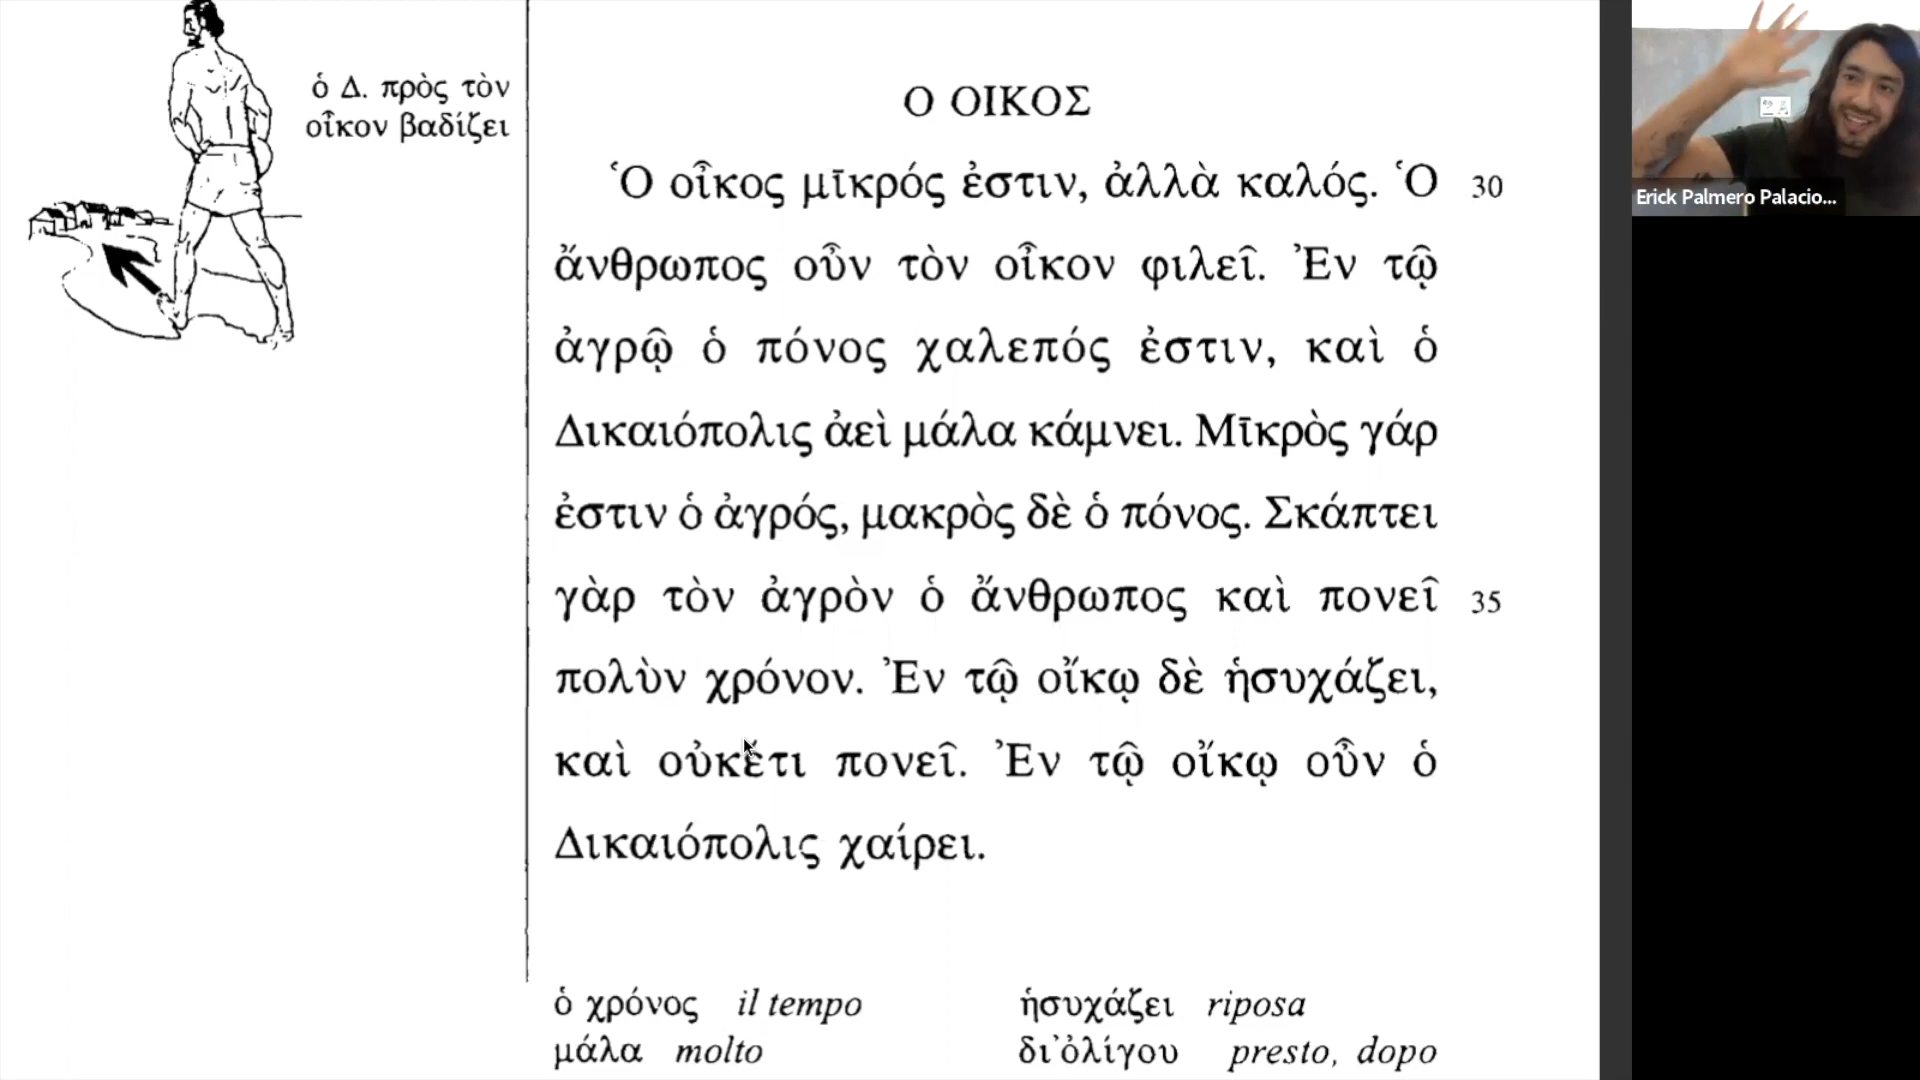 ὁ Δ. πρὸς τὸν
οἶκον βαδίζει
Ο ΟΙΚΟΣ
Ὁ οἶκος μῑκρός ἐστιν, ἀλλὰ καλός. Ὁ 30
ἄνθρωπος οὖν τὸν οἶκον φιλεῖ. Ἐν τῷ
ἀγρῷ ὁ πόνος χαλεπός ἐστιν, καὶ ὁ
Δικαιόπολις ἀεὶ μάλα κάμνει. Μῑκρὸς γάρ
ἐστιν ὁ ἀγρός, μακρὸς δὲ ὁ πόνος. Σκάπτει
γὰρ τὸν ἀγρὸν ὁ ἄνθρωπος καὶ πονεῖ 35
πολὺν χρόνον. Ἐν τῷ οἴκῳ δὲ ἡσυχάζει,
καὶ οὐκέτι πονεῖ. Ἐν τῷ οἴκῳ οὖν ὁ
Δικαιόπολις χαίρει.
ὁ χρόνος il tempo
μάλα molto
ἡσυχάζει riposa
δι'ὀλίγου presto, dopo
Erick Palmero Palacio...